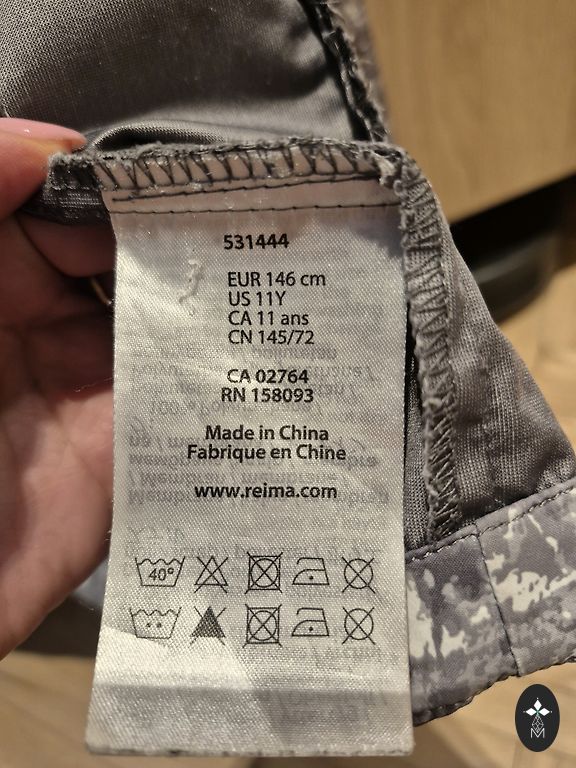 531444
EUR 146 cm
US 11Y
CA 11 ans
CN 145/72
CA 02764
RN 158093
Made in China
Fabrique en Chine
www.reima.com
40°
M